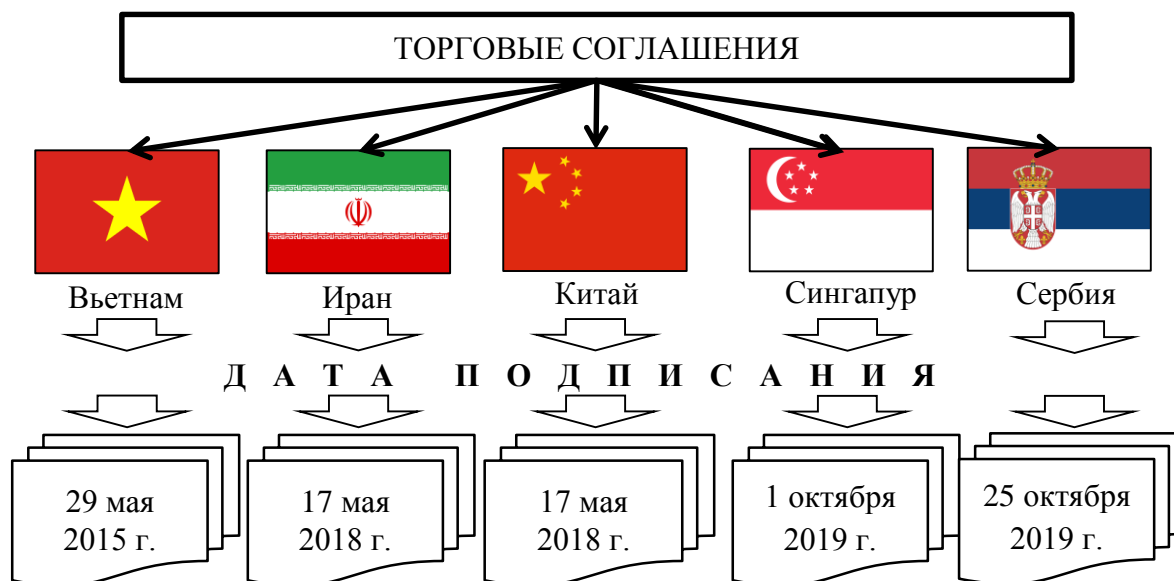 ТОРГОВЫЕ СОГЛАШЕНИЯ
Вьетнам
Иран
Китай
Сингапур
Сербия
ДАТА ПОДПИСАНИЯ
29 мая
2015 г.
17 мая
2018 г.
17 мая
2018 г.
1 октября
2019 г.
25 октября
2019 г.